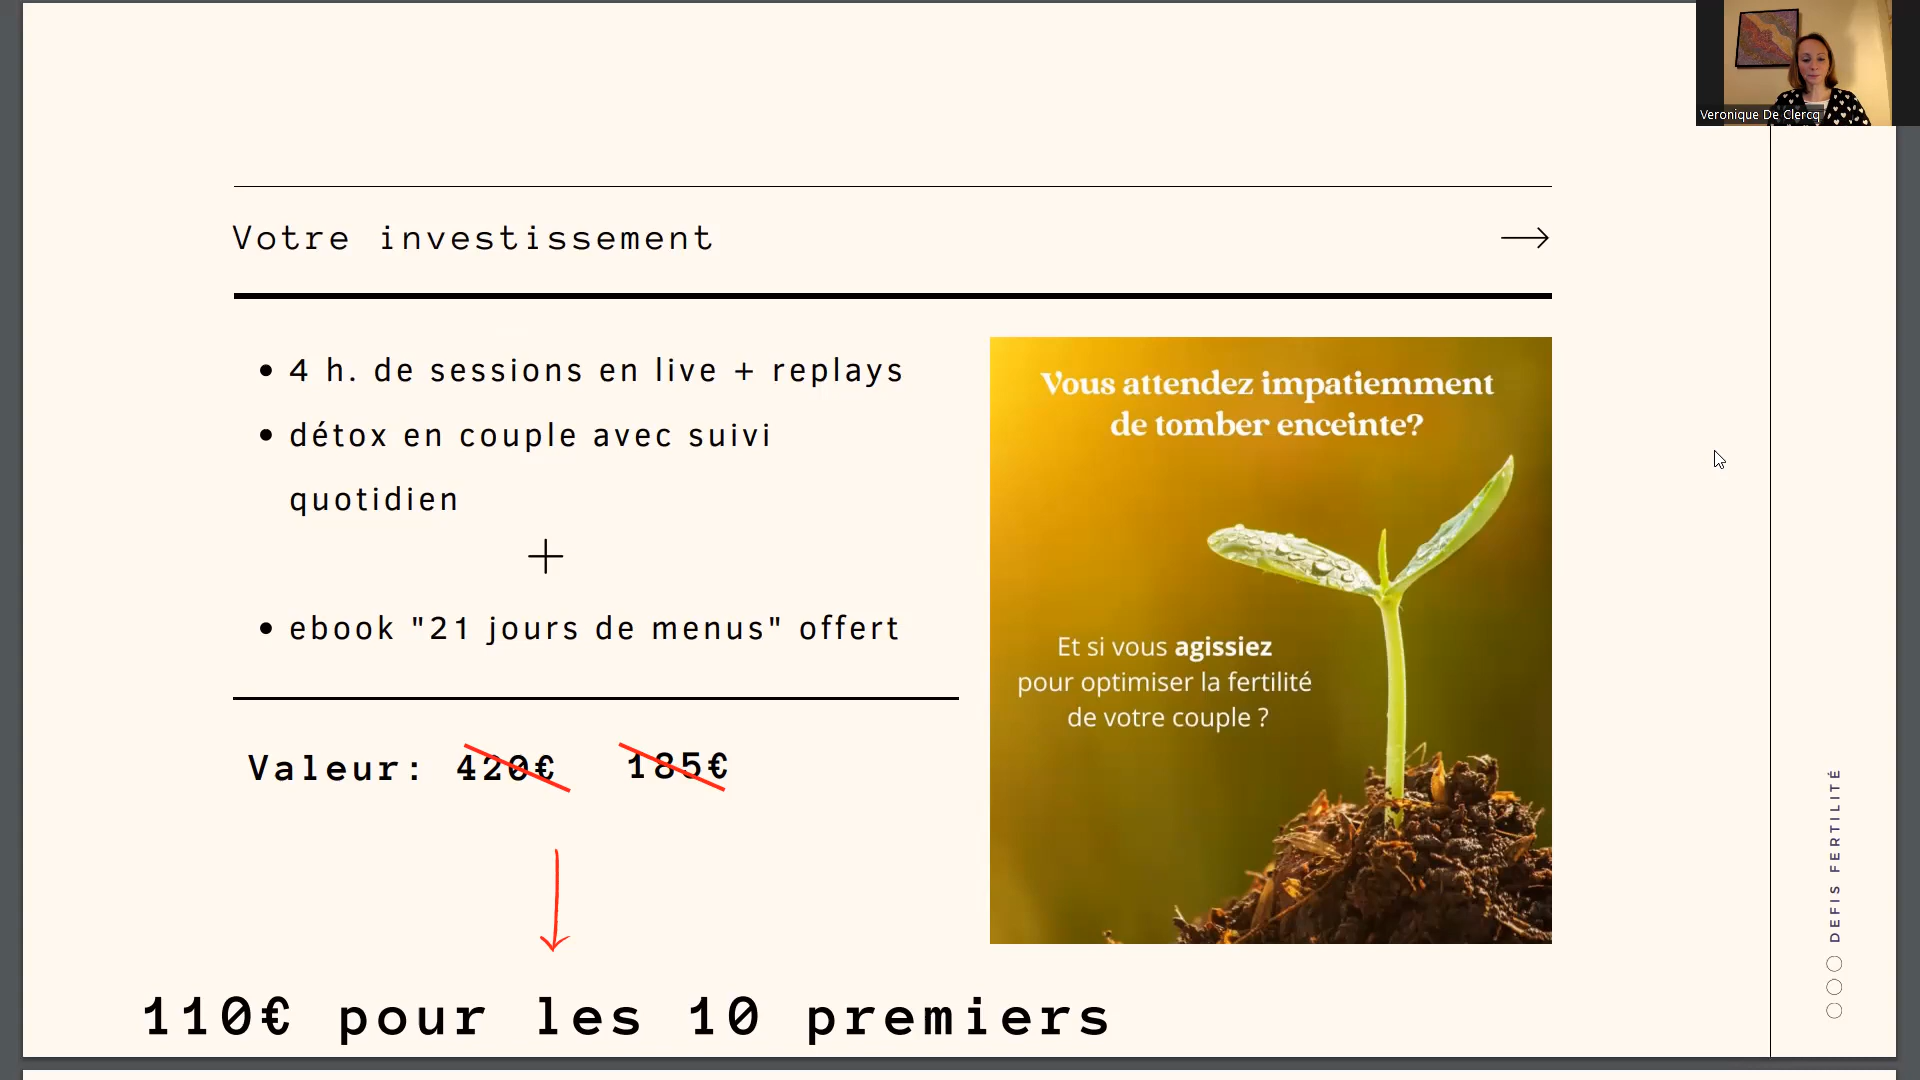 Veronique De Clercq
Votre investissement
4 h. de sessions en live + replays
détox en couple avec suivi
quotidien
+
ebook "21 jours de menus" offert
Valeur: 420€ 185€
110€ pour les 10 premiers
Vous attendez impatiemment
de tomber enceinte?
Et si vous agissiez
pour optimiser la fertilité
de votre couple ?
DEFIS FERTILITÉ